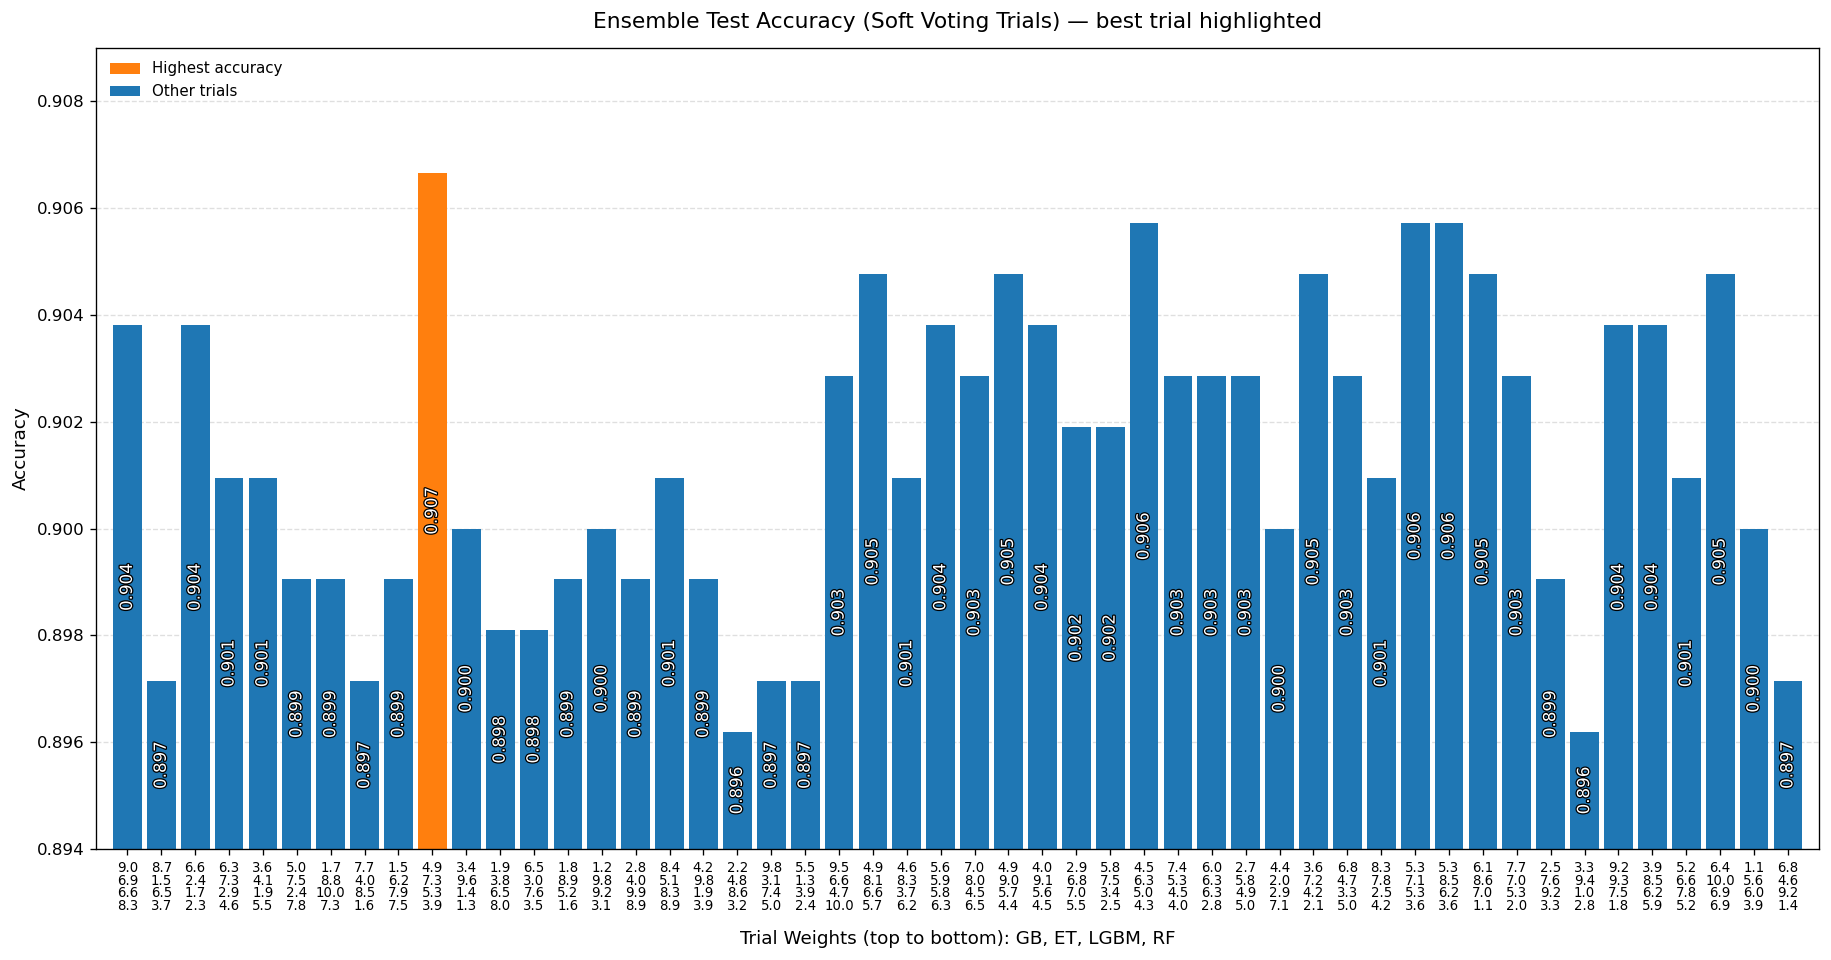 Ensemble Test Accuracy (Soft Voting Trials) — best trial highlighted
Highest accuracy
Other trials
0.908
0.906
0.904
0.902
0.900
0.898
0.896
0.894
Accuracy
0.904 0.897 0.904 0.901 0.901 0.899 0.899 0.897 0.899 0.907 0.900 0.898 0.898 0.899 0.900 0.899 0.901 0.899 0.896 0.897 0.897 0.903 0.905 0.901 0.904 0.903 0.905 0.904 0.902 0.902 0.906 0.903 0.903 0.903 0.900 0.905 0.903 0.901 0.906 0.906 0.905 0.903 0.899 0.896 0.904 0.904 0.901 0.905 0.900 0.897
9.0 8.7 6.6 6.3 3.6 5.0 1.7 7.7 1.5 4.9 3.4 1.9 6.5 1.8 1.2 2.8 8.4 4.2 2.2 9.8 5.5 9.5 4.9 4.6 5.6 7.0 4.9 4.0 2.9 5.8 4.5 7.4 6.0 2.7 4.4 3.6 6.8 8.3 5.3 5.3 6.1 7.7 2.5 3.3 9.2 3.9 5.2 6.4 1.1 6.8
6.9 1.5 2.4 7.3 4.1 7.5 8.8 4.0 6.2 7.3 9.6 3.8 3.0 8.9 9.8 4.0 5.1 9.8 4.8 3.1 1.3 6.6 8.1 8.3 5.9 8.0 9.0 9.1 6.8 7.5 6.3 5.3 6.3 5.8 2.0 7.2 4.7 7.8 7.1 8.5 8.6 7.0 7.6 9.4 9.3 8.5 6.6 10.0 5.6 4.6
6.6 6.5 1.7 2.9 1.9 2.4 10.0 8.5 7.9 5.3 1.4 6.5 7.6 5.2 9.2 9.9 8.3 1.9 8.6 7.4 3.9 4.7 6.6 3.7 5.8 4.5 5.7 5.6 7.0 3.4 5.0 4.5 6.3 4.9 2.9 4.2 3.3 2.5 5.3 6.2 7.0 5.3 9.2 1.0 7.5 6.2 7.8 6.9 6.0 9.2
8.3 3.7 2.3 4.6 5.5 7.8 7.3 1.6 7.5 3.9 1.3 8.0 3.5 1.6 3.1 8.9 8.9 3.9 3.2 5.0 2.4 10.0 5.7 6.2 6.3 6.5 4.4 4.5 5.5 2.5 4.3 4.0 2.8 5.0 7.1 2.1 5.0 4.2 3.6 3.6 1.1 2.0 3.3 2.8 1.8 5.9 5.2 6.9 3.9 1.4
Trial Weights (top to bottom): GB, ET, LGBM, RF